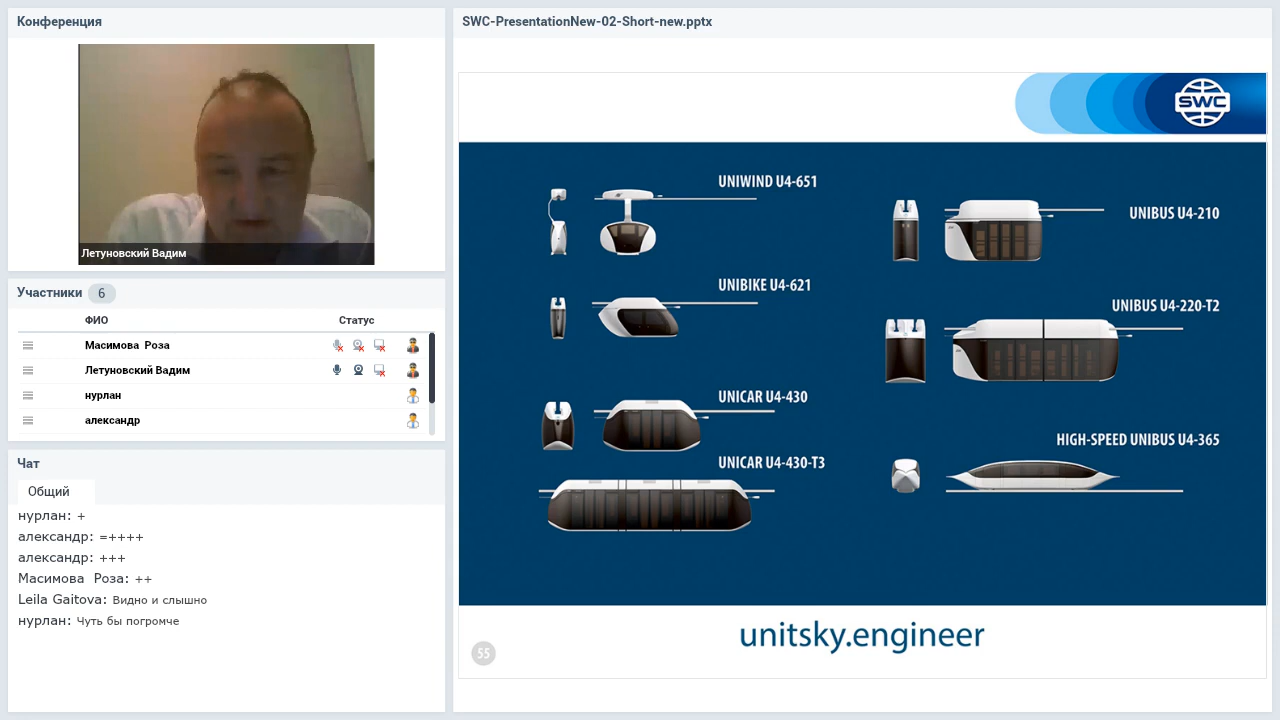 Конференция
Летуновский Вадим
Участники 6
ФИО Статус
Масимова Роза
Летуновский Вадим
нурлан
александр
Чат
Общий
нурлан: +
александр: =++++
александр: +++
Масимова Роза: ++
Leila Gaitova: Видно и слышно
нурлан: Чуть бы погромче
SWC-PresentationNew-02-Short-new.pptx
SWC
UNIWIND U4-651
UNIBIKE U4-621
UNICAR U4-430
UNICAR U4-430-T3
UNIBUS U4-210
UNIBUS U4-220-T2
HIGH-SPEED UNIBUS U4-365
unitsky.engineer
55